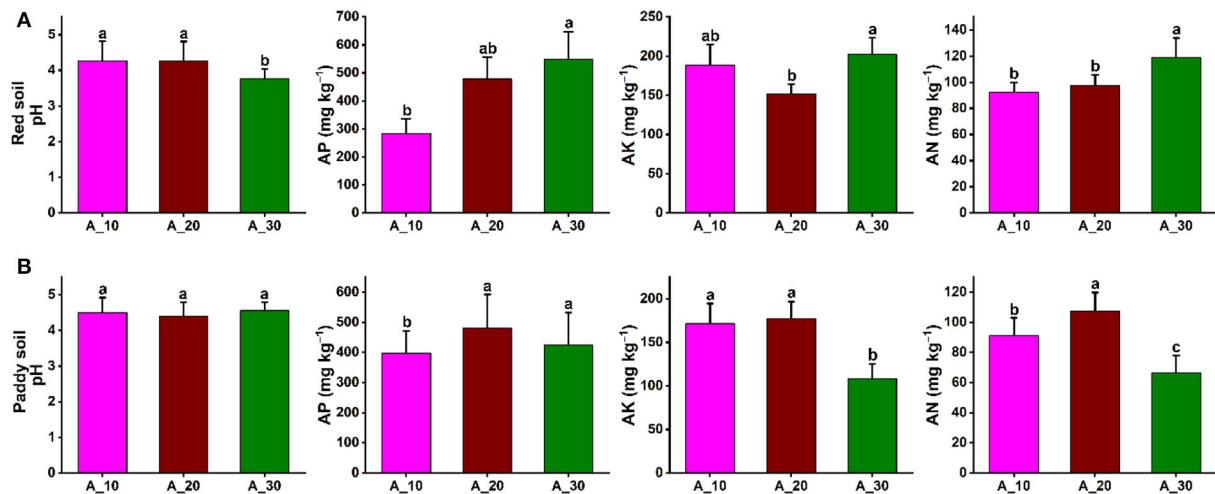 A
Red soil
pH
5
4
3
2
1
0
a
a
b
A_10
A_20
A_30
AP (mg kg⁻¹)
700
600
500
400
300
200
100
0
b
ab
a
A_10
A_20
A_30
AK (mg kg⁻¹)
250
200
150
100
50
0
ab
b
a
A_10
A_20
A_30
AN (mg kg⁻¹)
140
120
100
80
60
40
20
0
b
b
a
A_10
A_20
A_30
B
Paddy soil
pH
5
4
3
2
1
0
a
a
a
A_10
A_20
A_30
AP (mg kg⁻¹)
600
500
400
300
200
100
0
b
a
a
A_10
A_20
A_30
AK (mg kg⁻¹)
200
150
100
50
0
a
a
b
A_10
A_20
A_30
AN (mg kg⁻¹)
120
100
80
60
40
20
0
b
a
c
A_10
A_20
A_30